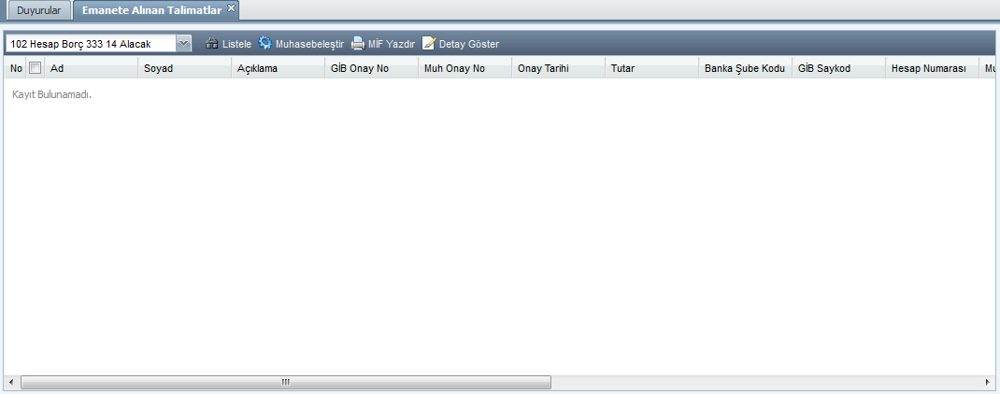 Duyurular Emanete Alınan Talimatlar
102 Hesap Borç 333 14 Alacak Listele Muhasebeleştir MİF Yazdır Detay Göster
No Ad Soyad Açıklama GİB Onay No Muh Onay No Onay Tarihi Tutar Banka Şube Kodu GİB Saykod Hesap Numarası Mu
Kayıt Bulunamadı.